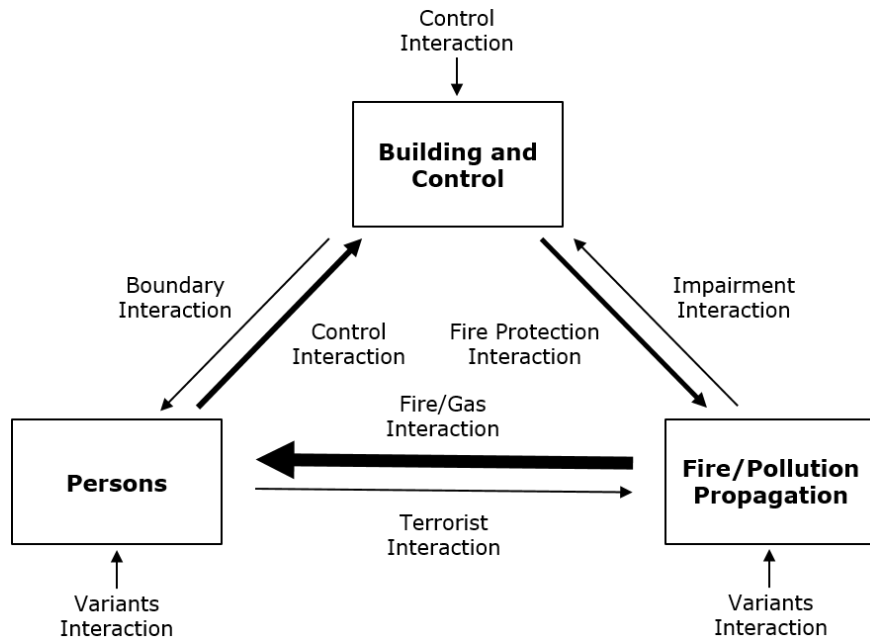 Control
Interaction
Building and
Control
Boundary
Interaction
Impairment
Interaction
Control
Interaction
Fire Protection
Interaction
Fire/Gas
Interaction
Persons
Fire/Pollution
Propagation
Terrorist
Interaction
Variants
Interaction
Variants
Interaction